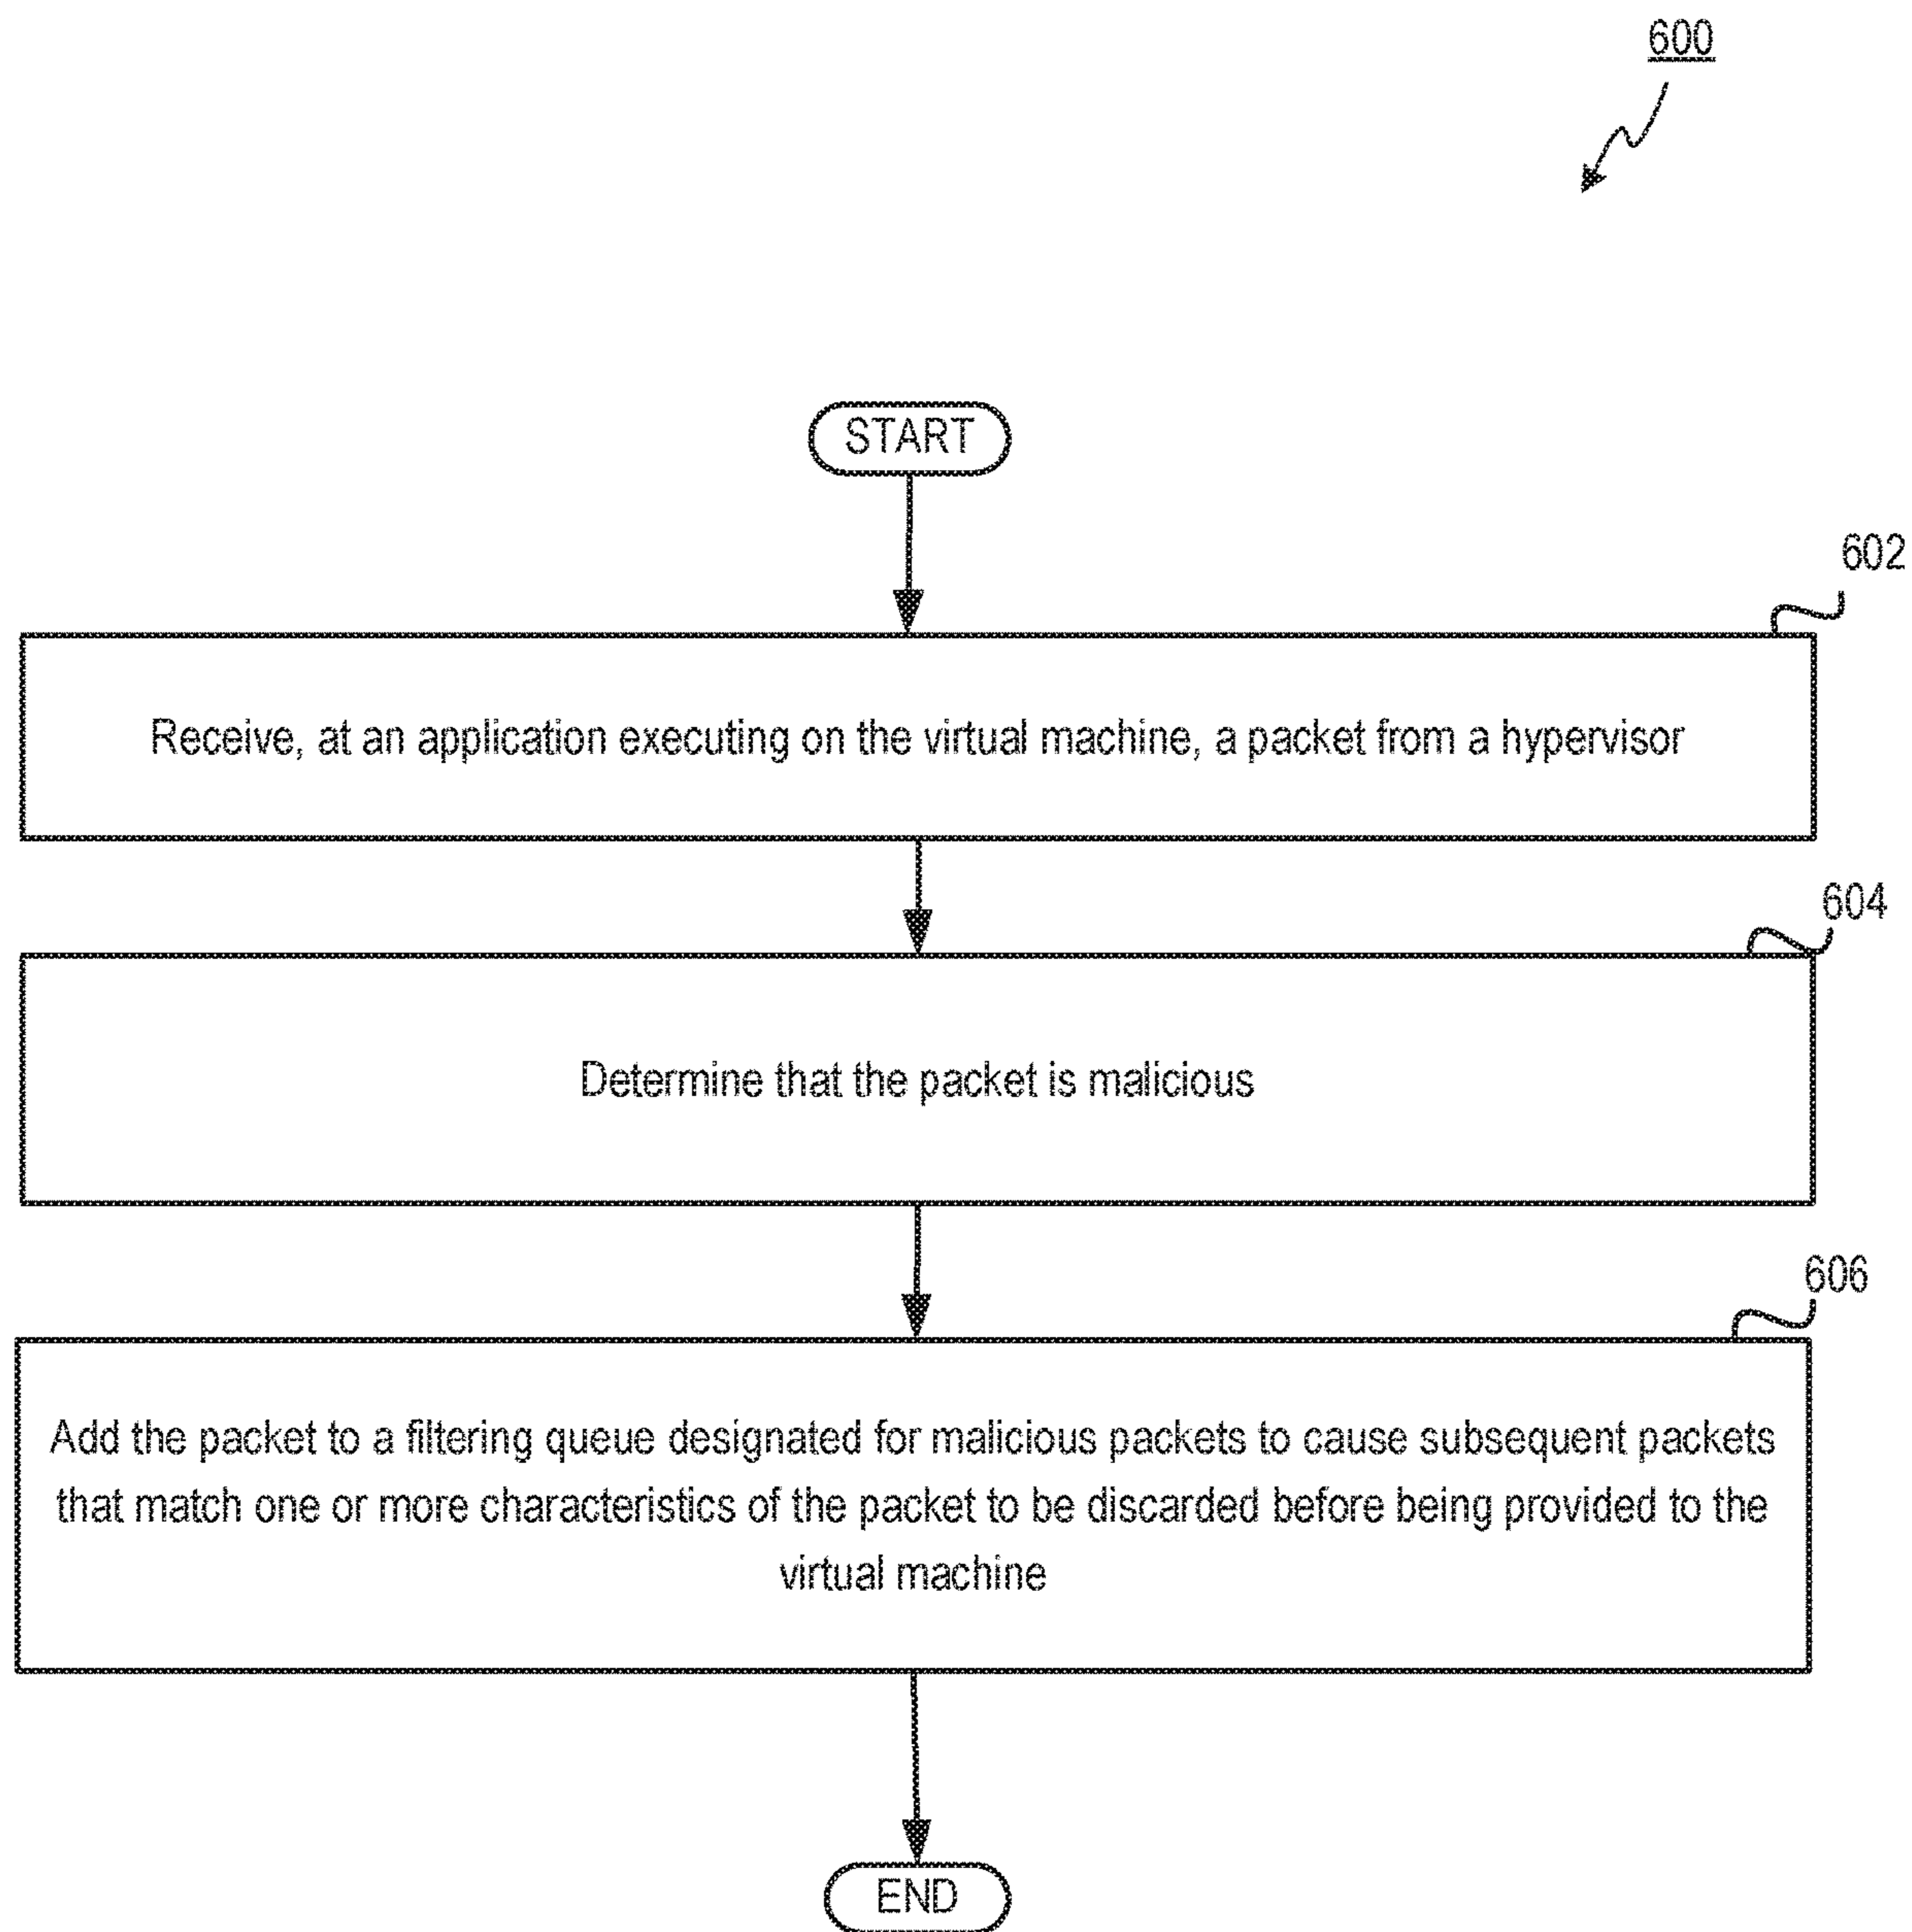 600
START
602
Receive, at an application executing on the virtual machine, a packet from a hypervisor
604
Determine that the packet is malicious
606
Add the packet to a filtering queue designated for malicious packets to cause subsequent packets
that match one or more characteristics of the packet to be discarded before being provided to the
virtual machine
END